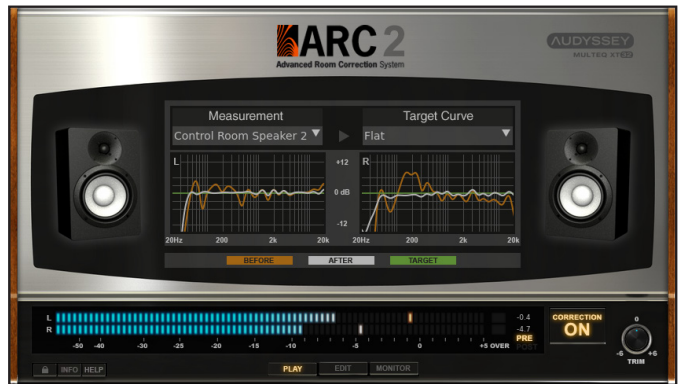 ARC 2
Advanced Room Correction System
AUDYSSEY
MULTEQ XT32
Measurement
Target Curve
Control Room Speaker 2
Flat
L
R
+12
0 dB
-12
20Hz 200 2k 20k
20Hz 200 2k 20k
BEFORE AFTER TARGET
L
R
-0.4
-4.7
-50 -40 -30 -25 -20 -15 -10 -5 0 +5 OVER
PRE
POST
CORRECTION
ON
0
-6 +6
TRIM
INFO HELP
PLAY EDIT MONITOR